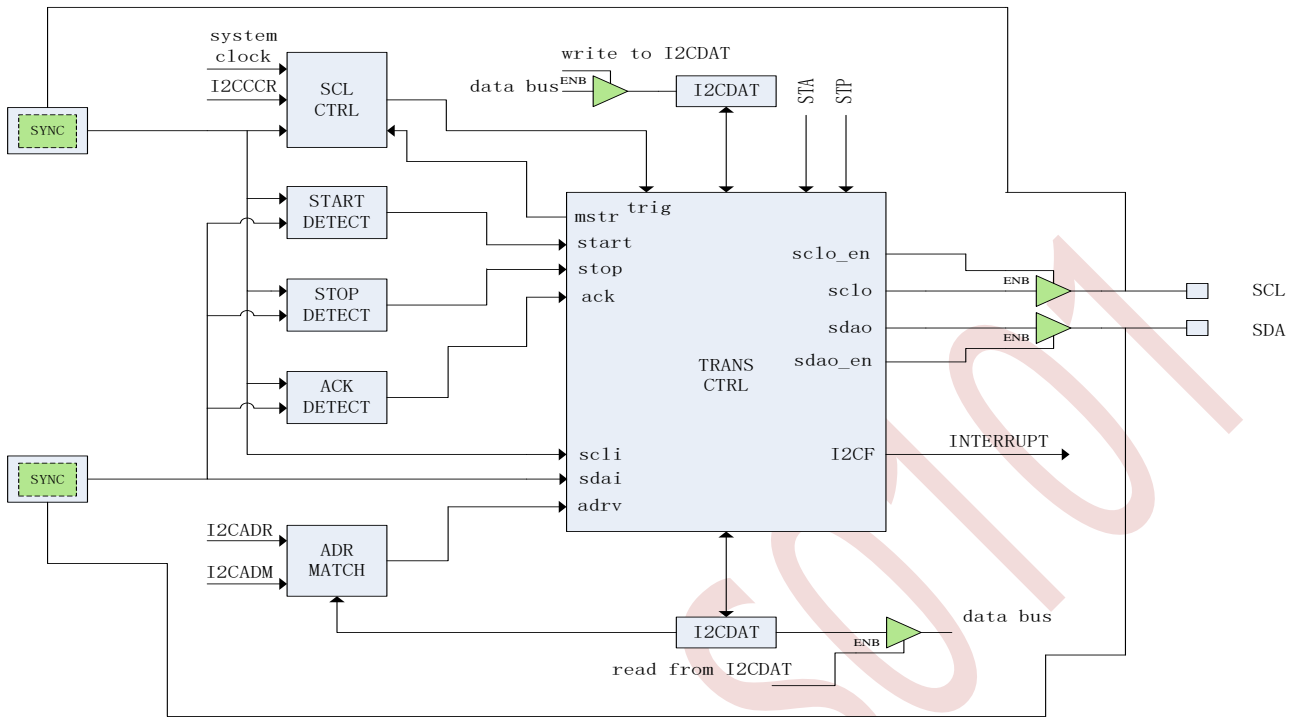 system
clock
I2CCCR
SCL
CTRL
SYNC
write to I2CDAT
data bus
ENB
I2CDAT
STA
STP
START
DETECT
STOP
DETECT
ACK
DETECT
mstr
trig
start
stop
ack
sclo_en
sclo
sdao
sdao_en
ENB
ENB
SCL
SDA
TRANS
CTRL
scli
sdai
adrv
I2CF
INTERRUPT
SYNC
I2CADR
I2CADM
ADR
MATCH
I2CDAT
ENB
data bus
read from I2CDAT